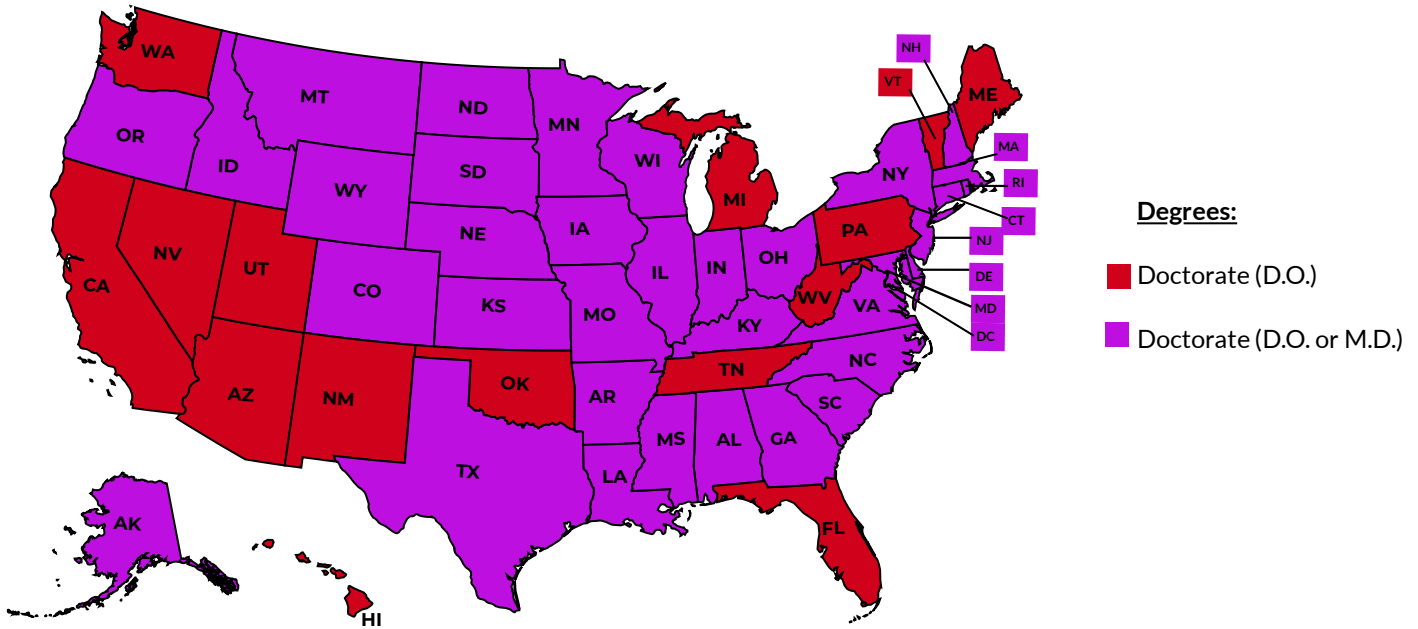 WA
MT
ND
MN
OR
ID
WY
SD
WI
MI
NY
NH
VT
ME
MA
RI
CT
NJ
DE
MD
DC
NV
UT
CA
CO
NE
IA
KS
MO
IL
IN
OH
PA
WV
VA
KY
AZ
NM
OK
AR
TN
NC
SC
TX
LA
MS
AL
GA
FL
AK
HI
Degrees:
Doctorate (D.O.)
Doctorate (D.O. or M.D.)